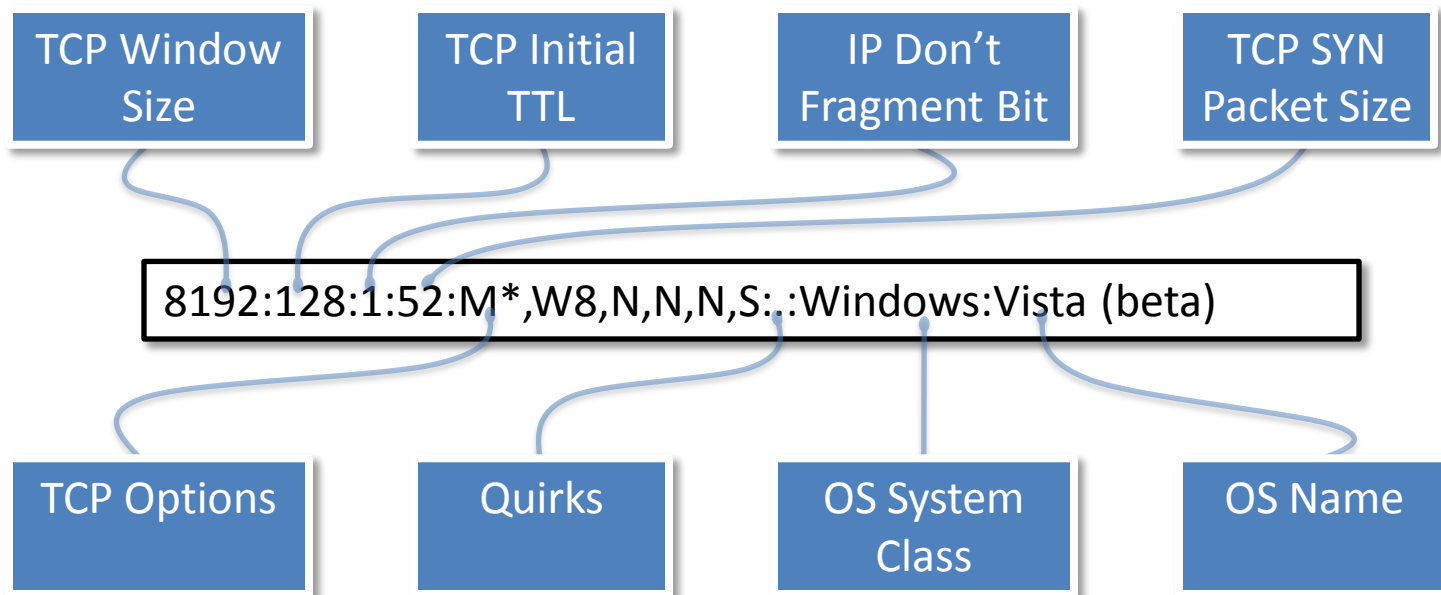 TCP Window
Size
TCP Initial
TTL
IP Don’t
Fragment Bit
TCP SYN
Packet Size
8192:128:1:52:M*,W8,N,N,N,S:.:Windows:Vista (beta)
TCP Options
Quirks
OS System
Class
OS Name